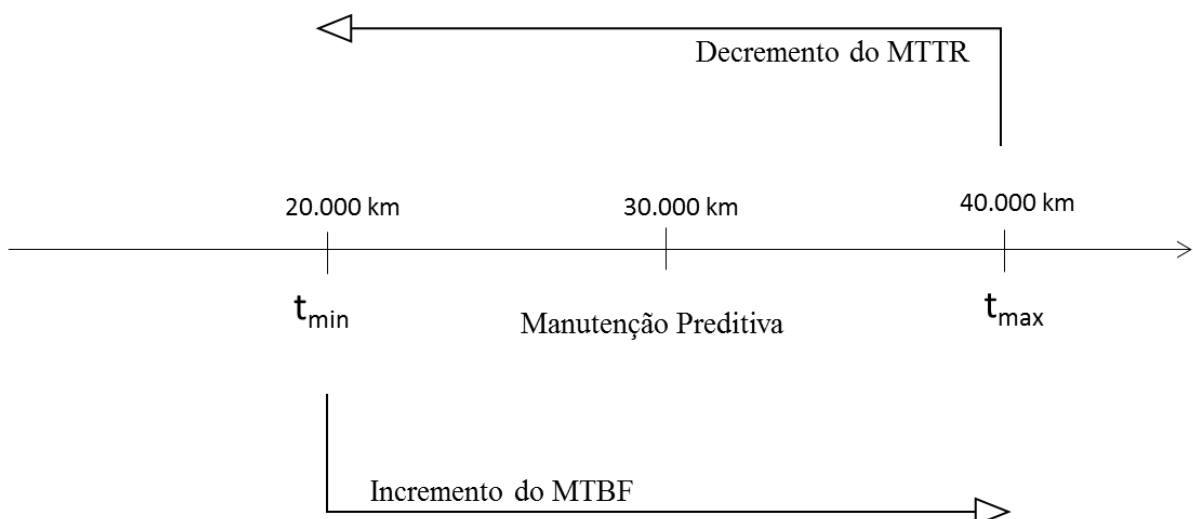 Decremento do MTTR
20.000 km
30.000 km
40.000 km
tmin
Manutenção Preditiva
tmax
Incremento do MTBF